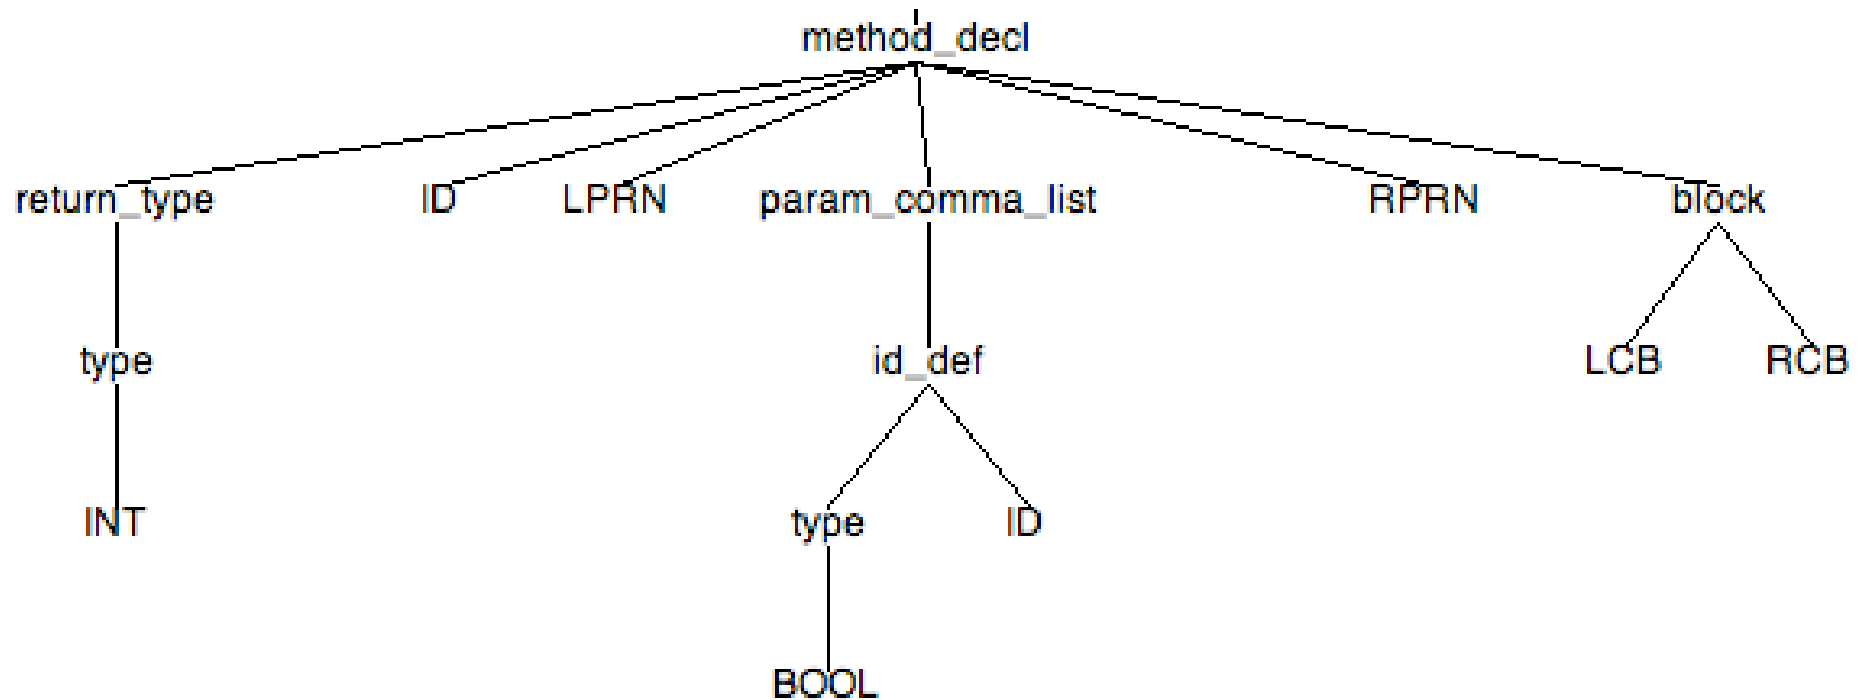 method_decl
return_type ID LPRN param_comma_list RPRN block
type id_def LCB RCB
INT type ID
BOOL